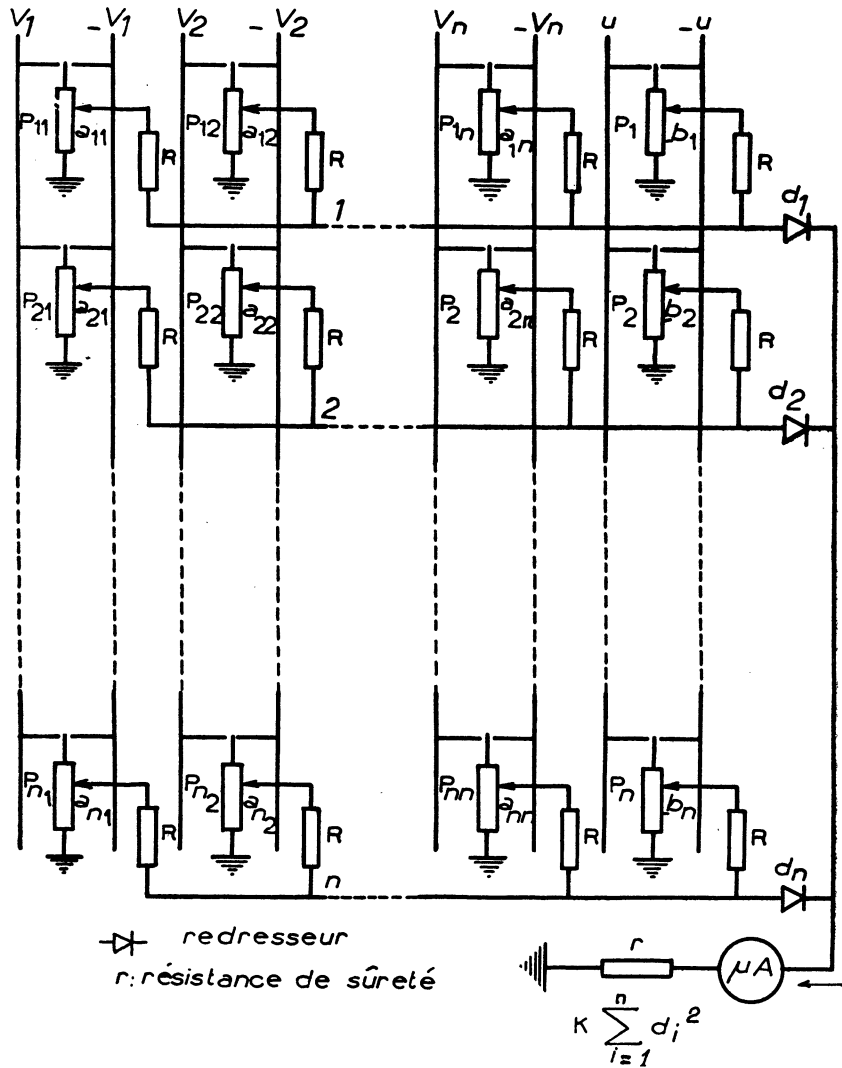 V1 -V1 V2 -V2 Vn -Vn u -u
P11 a11 R P12 a12 R P1n a1n R P1 b1 R d1
1
P21 a21 R P22 a22 R P2 a2n R P2 b2 R d2
2
Pn1 an1 R Pn2 an2 R Pnn ann R Pn bn R dn
n
redresseur
r: résistance de sûreté
r
μA
K n∑i=1 di²